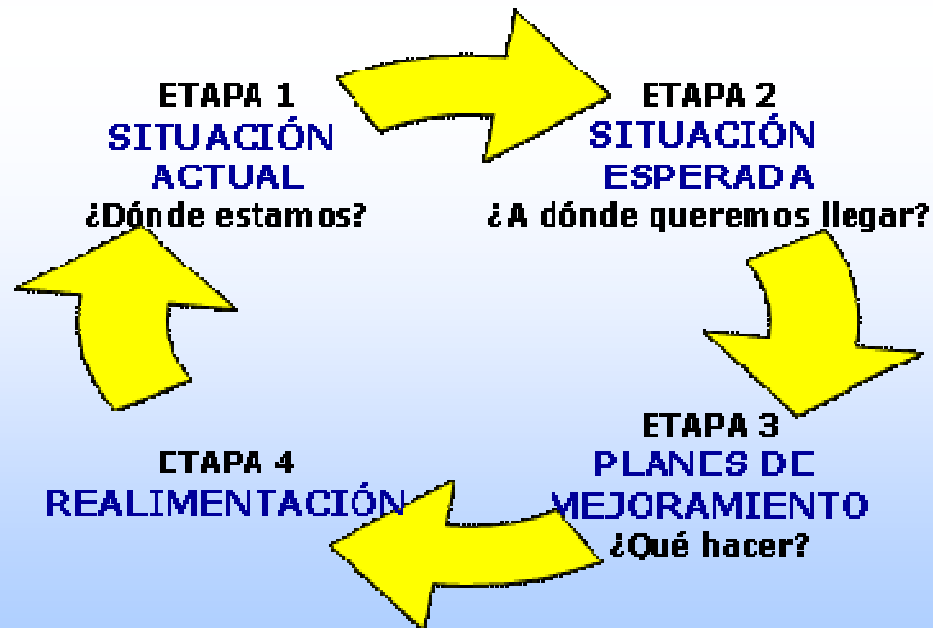 ETAPA 1
SITUACIÓN
ACTUAL
¿Dónde estamos?
ETAPA 2
SITUACIÓN
ESPERADA
¿A dónde queremos llegar?
ETAPA 3
PLANES DE
MEJORAMIENTO
¿Qué hacer?
ETAPA 4
REALIMENTACIÓN